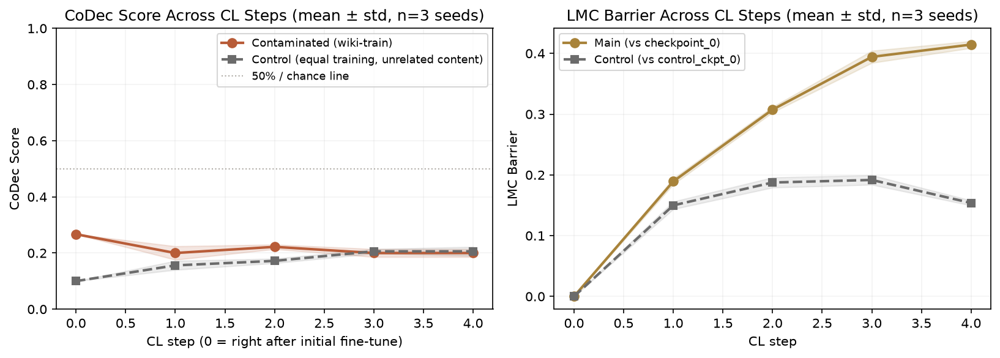 CoDec Score Across CL Steps (mean ± std, n=3 seeds)
1.0
0.8
0.6
0.4
0.2
0.0
CoDec Score
Contaminated (wiki-train)
Control (equal training, unrelated content)
50% / chance line
0.0 0.5 1.0 1.5 2.0 2.5 3.0 3.5 4.0
CL step (0 = right after initial fine-tune)
LMC Barrier Across CL Steps (mean ± std, n=3 seeds)
0.4
0.3
0.2
0.1
0.0
LMC Barrier
Main (vs checkpoint_0)
Control (vs control_ckpt_0)
0.0 0.5 1.0 1.5 2.0 2.5 3.0 3.5 4.0
CL step